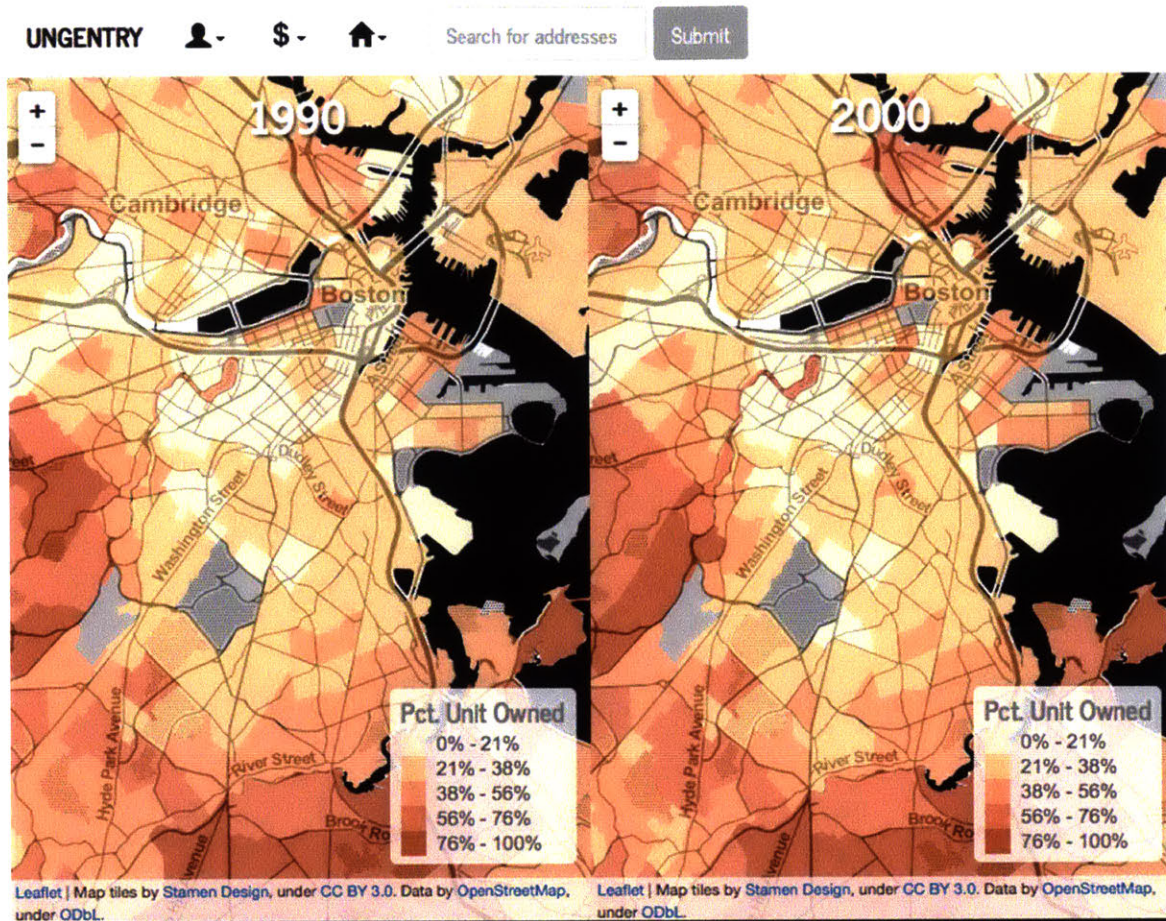 UNGENTRY $ Search for addresses Submit
+
-
1990
Cambridge
Boston
Dudley Street
Washington Street
Hyde Park Avenue
River Street
Pct. Unit Owned
0% - 21%
21% - 38%
38% - 56%
56% - 76%
76% - 100%
Leaflet | Map tiles by Stamen Design, under CC BY 3.0. Data by OpenStreetMap,
under ODbL.
+
-
2000
Cambridge
Boston
Dudley Street
Washington Street
Hyde Park Avenue
River Street
Pct. Unit Owned
0% - 21%
21% - 38%
38% - 56%
56% - 76%
76% - 100%
Leaflet | Map tiles by Stamen Design, under CC BY 3.0. Data by OpenStreetMap,
under ODbL.